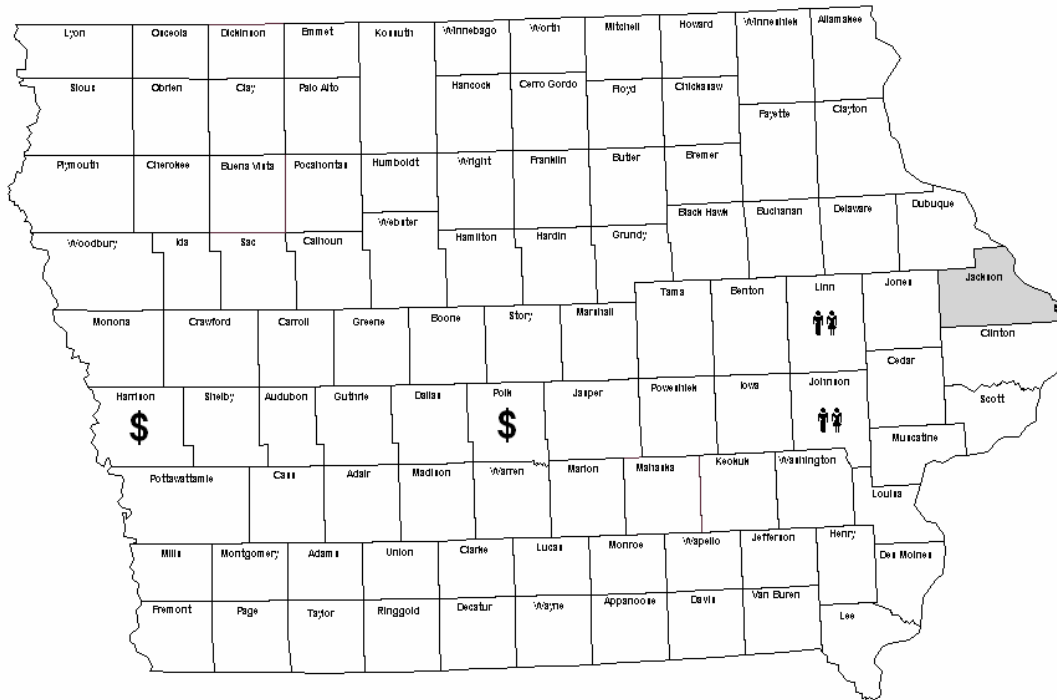 Lyon Osceola Dickinson Emmet Kossuth Winnebago Worth Mitchell Howard Winneshiek Allamakee
Sioux Obrien Clay Palo Alto Hancock Cerro Gordo Floyd Chickasaw
Fayette Clayton
Plymouth Cherokee Buena Vista Pocahontas Humboldt Wright Franklin Butler Bremer
Webster Black Hawk Buchanan Delaware Dubuque
Woodbury Ida Sac Calhoun Hamilton Hardin Grundy
Tama Benton Linn Jones Jackson
Monona Crawford Carroll Greene Boone Story Marshall
Clinton
Cedar
Harrison Shelby Audubon Guthrie Dallas Polk Jasper Poweshiek Iowa Johnson
Scott
$ $
Muscatine
Pottawattamie Cass Adair Madison Warren Marion Mahaska Keokuk Washington
Louisa
Mills Montgomery Adams Union Clarke Lucas Monroe Wapello Jefferson Henry
Des Moines
Fremont Page Taylor Ringgold Decatur Wayne Appanoose Davis Van Buren
Lee